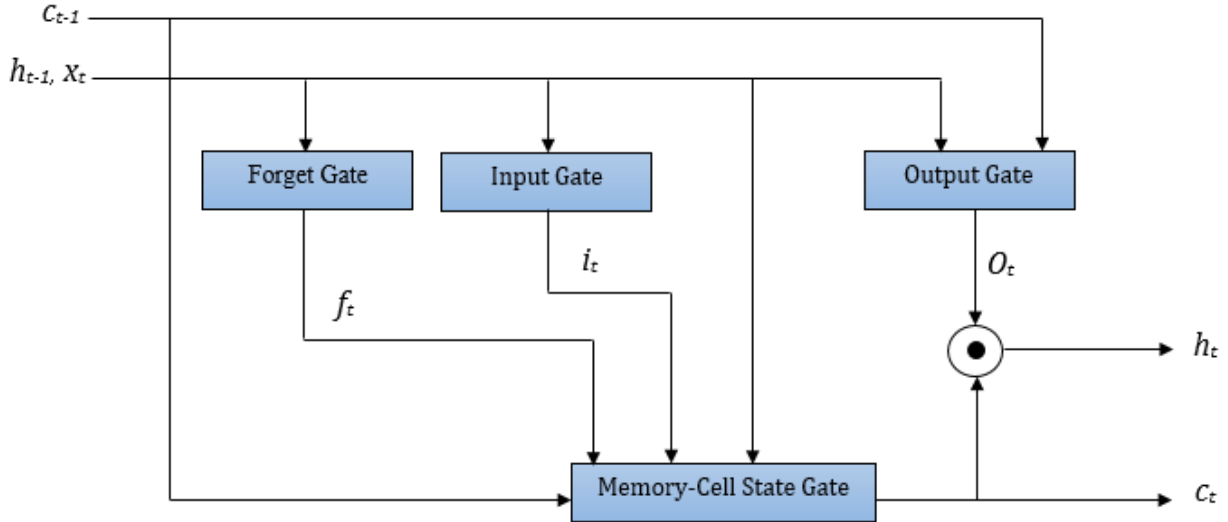 c_{t-1}
h_{t-1}, x_t
Forget Gate
Input Gate
Output Gate
i_t
O_t
f_t
h_t
Memory-Cell State Gate
c_t